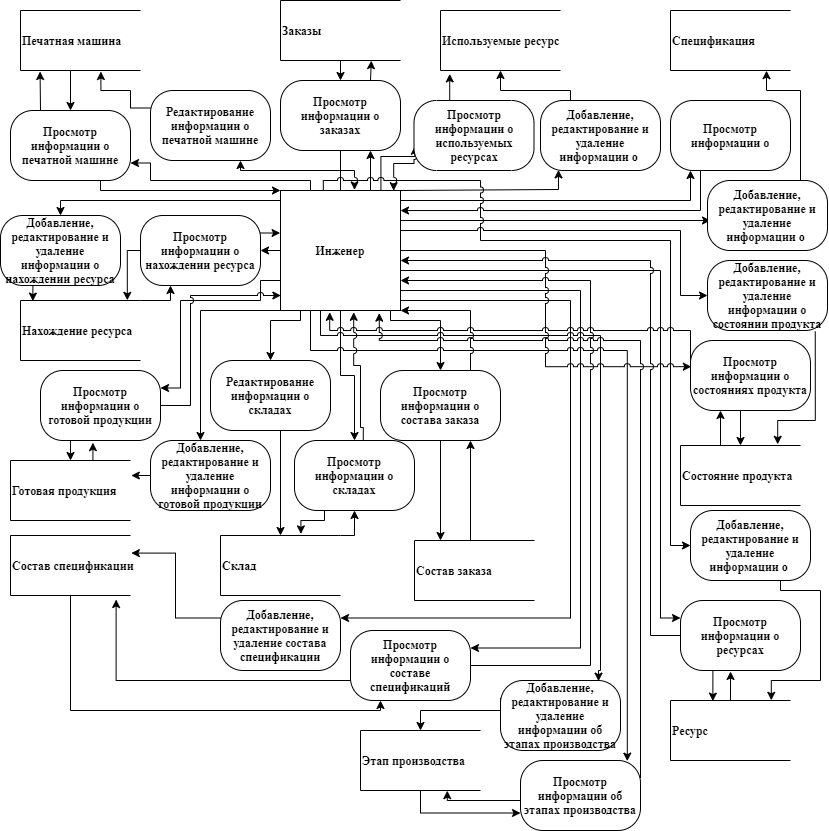 Печатная машина
Заказы
Используемые ресурс
Спецификация
Просмотр
информации о
печатной машине
Редактирование
информации о
печатной машине
Просмотр
информации о
заказах
Просмотр
информации о
используемых
ресурсах
Добавление,
редактирование и
удаление
информации о
Просмотр
информации о
Добавление,
редактирование и
удаление
информации о
Добавление,
редактирование и
удаление
информации о
нахождении ресурса
Просмотр
информации о
нахождении ресурса
Инженер
Добавление,
редактирование и
удаление
информации о
состоянии продукта
Нахождение ресурса
Просмотр
информации о
готовой продукции
Редактирование
информации о
складах
Просмотр
информации о
состава заказа
Просмотр
информации о
состояниях продукта
Добавление,
редактирование и
удаление
информации о
готовой продукции
Просмотр
информации о
складах
Готовая продукция
Состояние продукта
Состав спецификации
Склад
Состав заказа
Добавление,
редактирование и
удаление
информации о
Добавление,
редактирование и
удаление состава
спецификации
Просмотр
информации о
составе
спецификаций
Просмотр
информации о
ресурсах
Добавление,
редактирование и
удаление
информации об
этапах производства
Ресурс
Этап производства
Просмотр
информации об
этапах производства